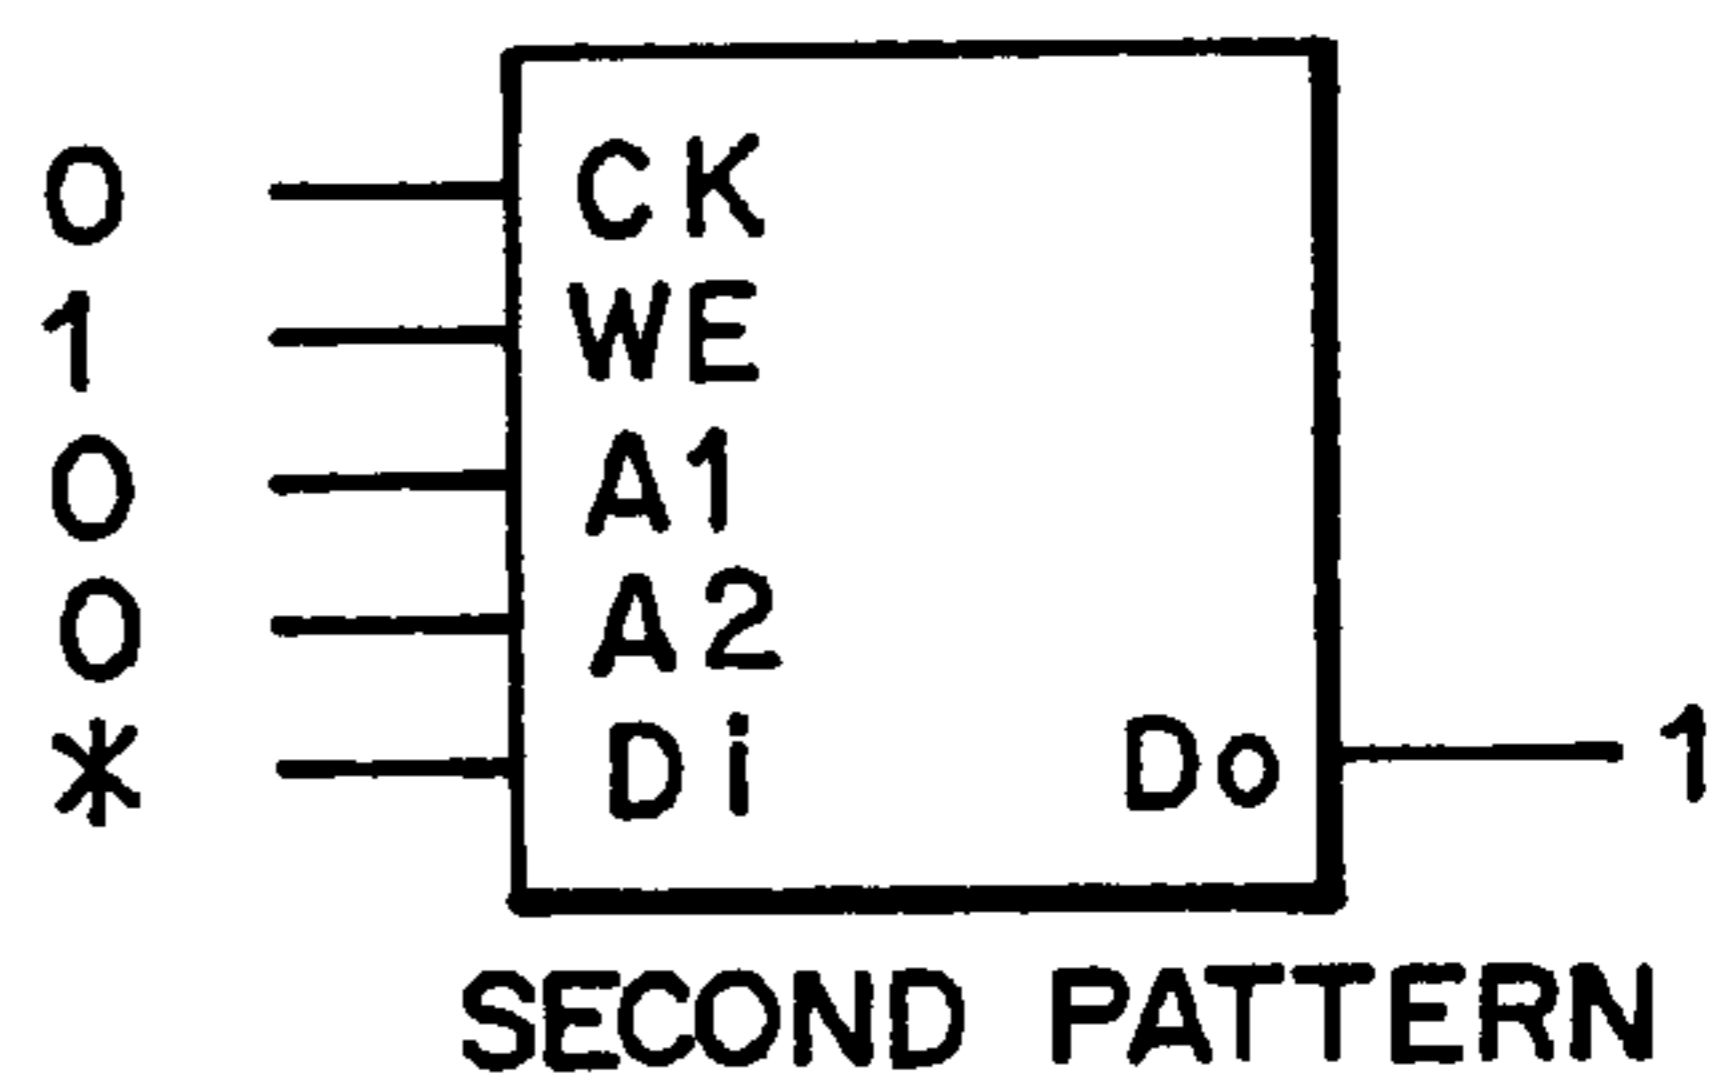 0 CK
1 WE
0 A1
0 A2
* Di Do 1
SECOND PATTERN